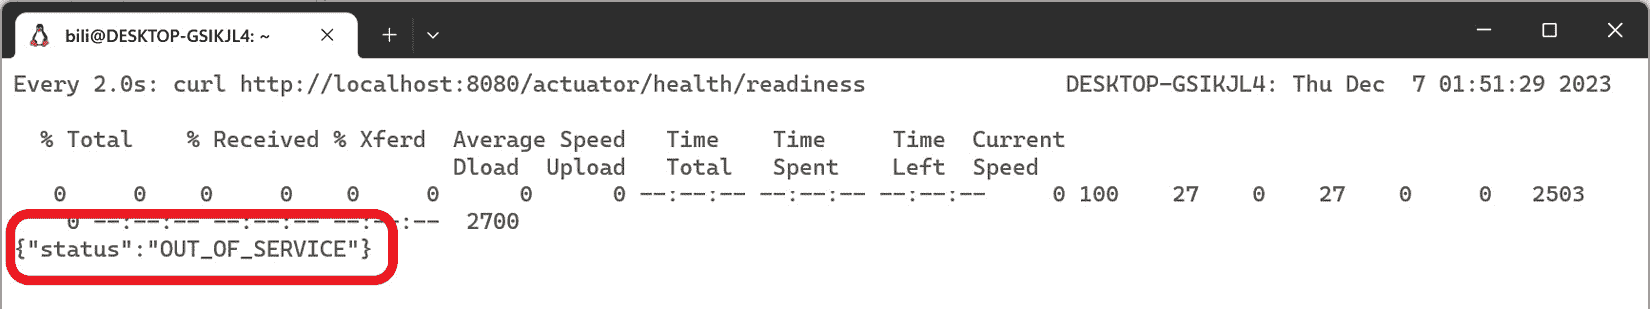 bili@DESKTOP-GSIKJL4: ~
Every 2.0s: curl http://localhost:8080/actuator/health/readiness DESKTOP-GSIKJL4: Thu Dec  7 01:51:29 2023
% Total % Received % Xferd Average Speed Time Time Time Current
Dload Upload Total Spent Left Speed
0 0 0 0 0 0 0 0 --:--:-- --:--:-- --:--:-- 0 100 27 0 27 0 0 2503
0 --:--:-- --:--:-- --:--:-- 2700
{"status":"OUT_OF_SERVICE"}